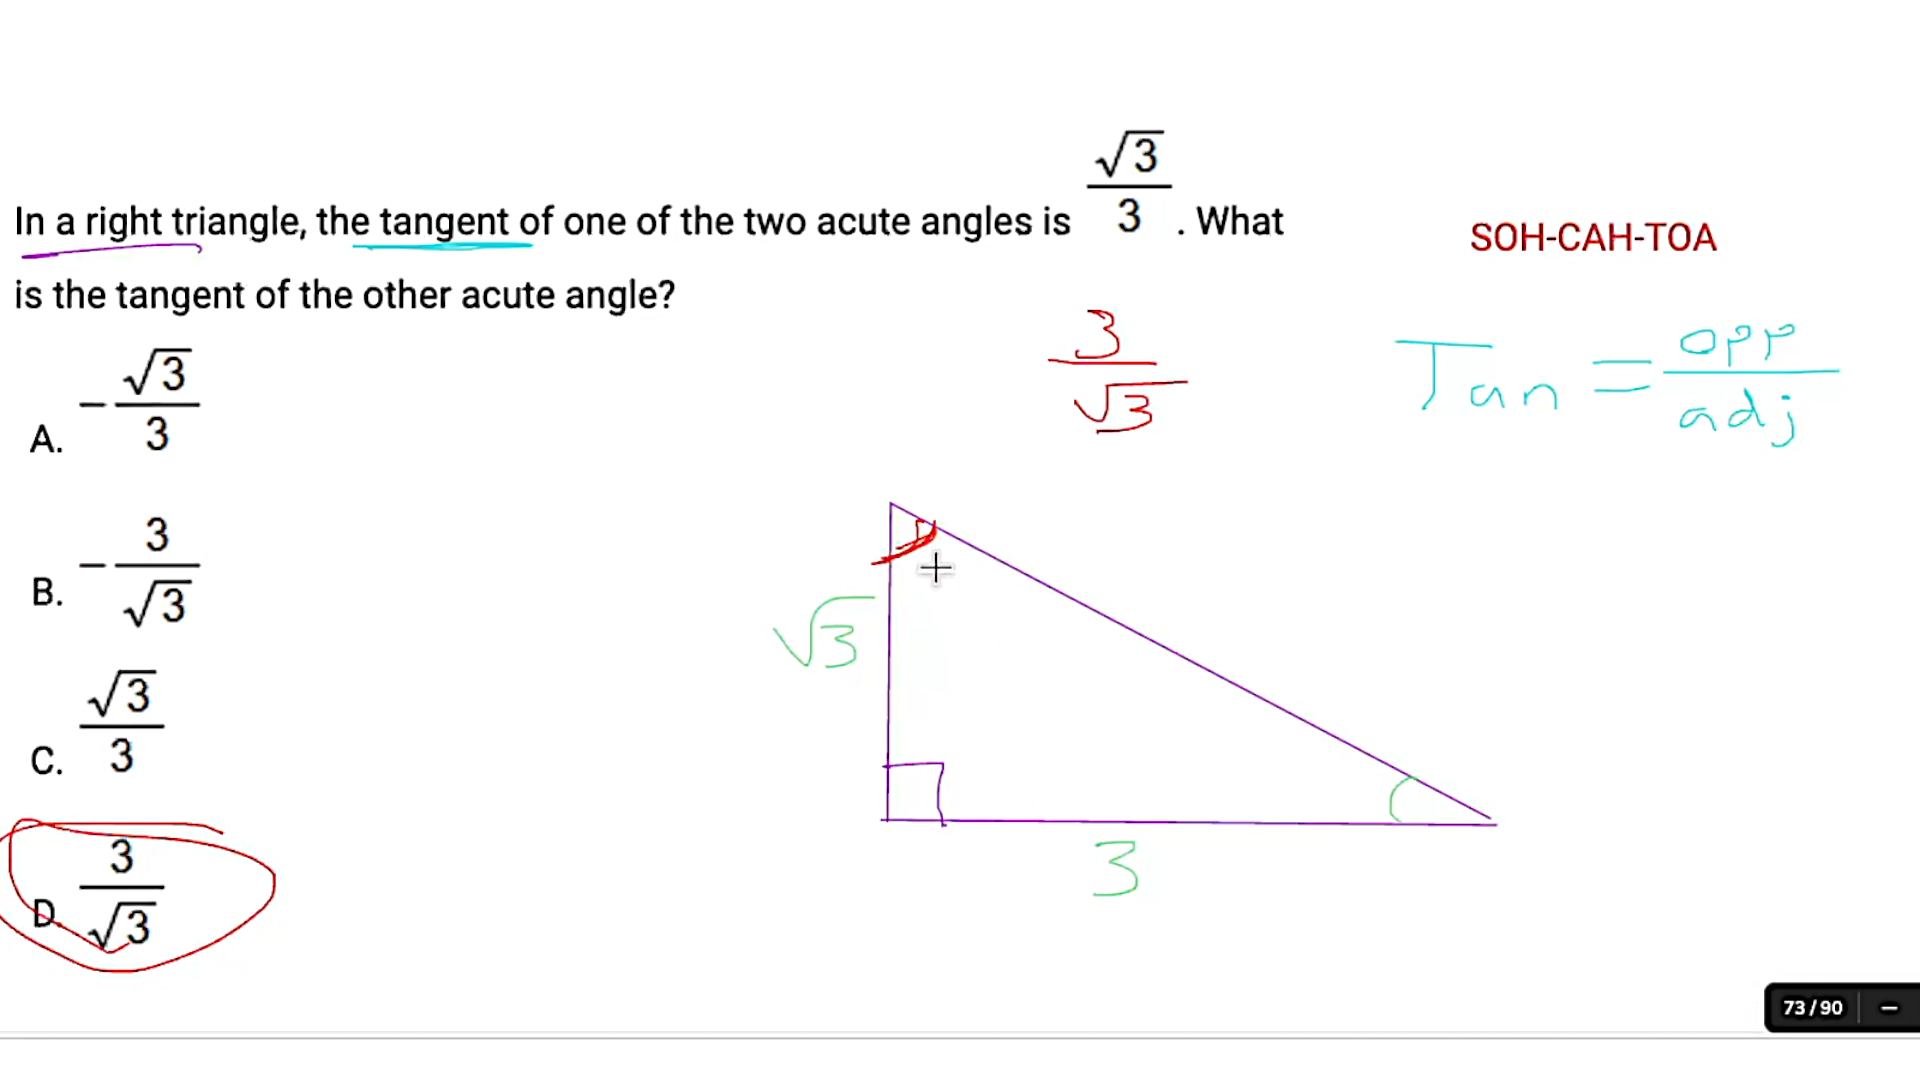 In a right triangle, the tangent of one of the two acute angles is √3/3 . What
is the tangent of the other acute angle?
SOH-CAH-TOA
3/√3
Tan = opp/adj
A. -√3/3
B. -3/√3
C. √3/3
D. 3/√3
√3
3
73/90